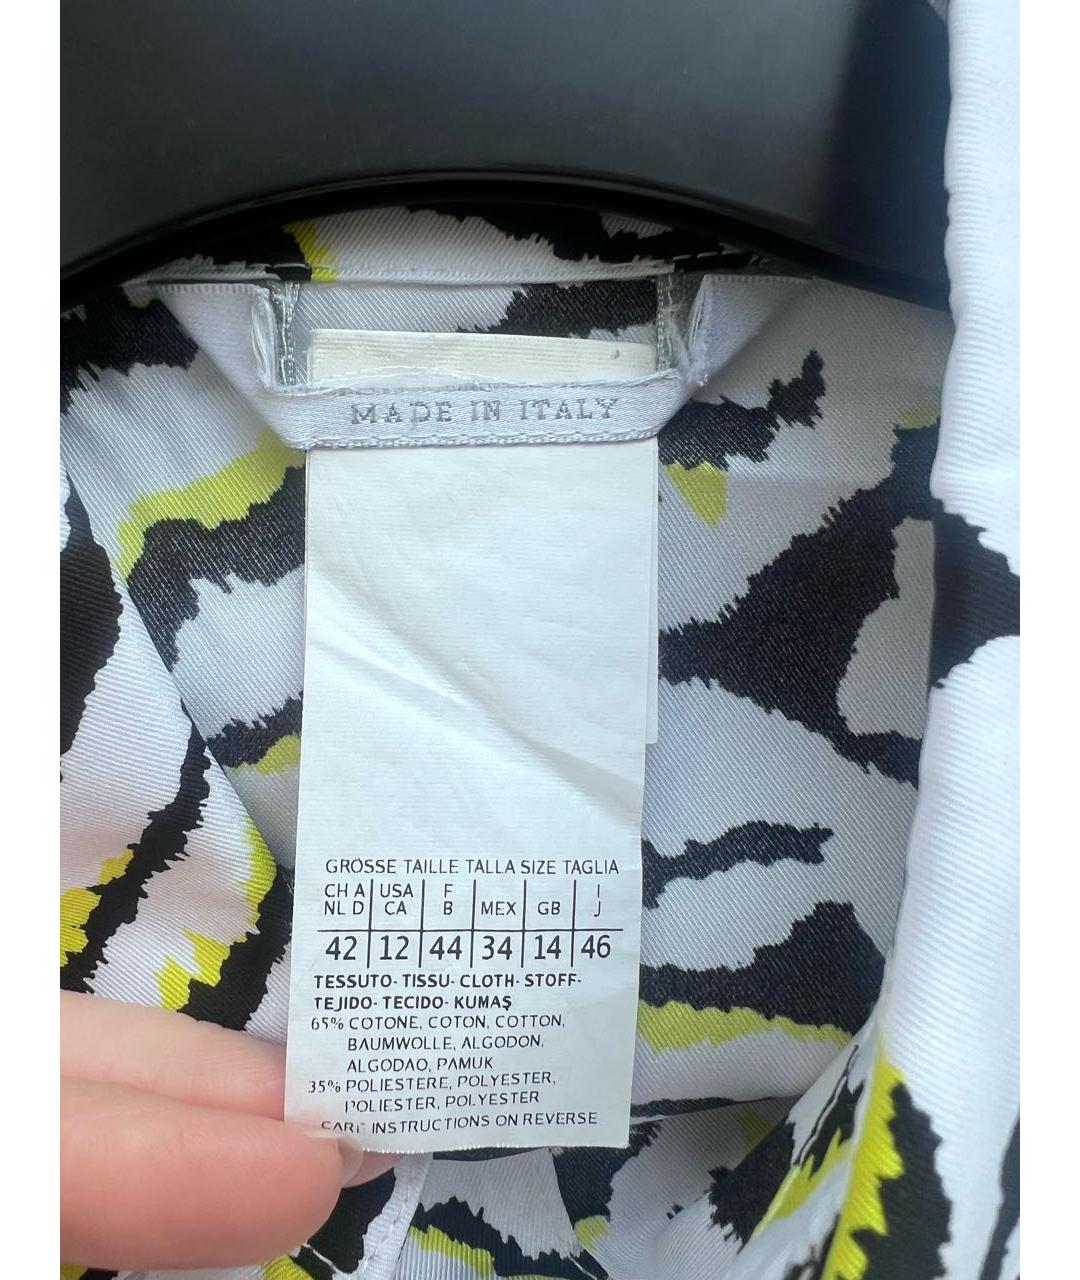 MADE IN ITALY
GRÖSSE TAILLE TALLA SIZE TAGLIA
CH A USA F I
NL D CA B MEX GB J
42 12 44 34 14 46
TESSUTO- TISSU- CLOTH- STOFF-
TEJIDO- TECIDO- KUMAŞ
65% COTONE, COTON, COTTON,
BAUMWOLLE, ALGODON,
ALGODAO, PAMUK
35% POLIESTERE, POLYESTER,
POLIESTER, POLYESTER
CARE INSTRUCTIONS ON REVERSE